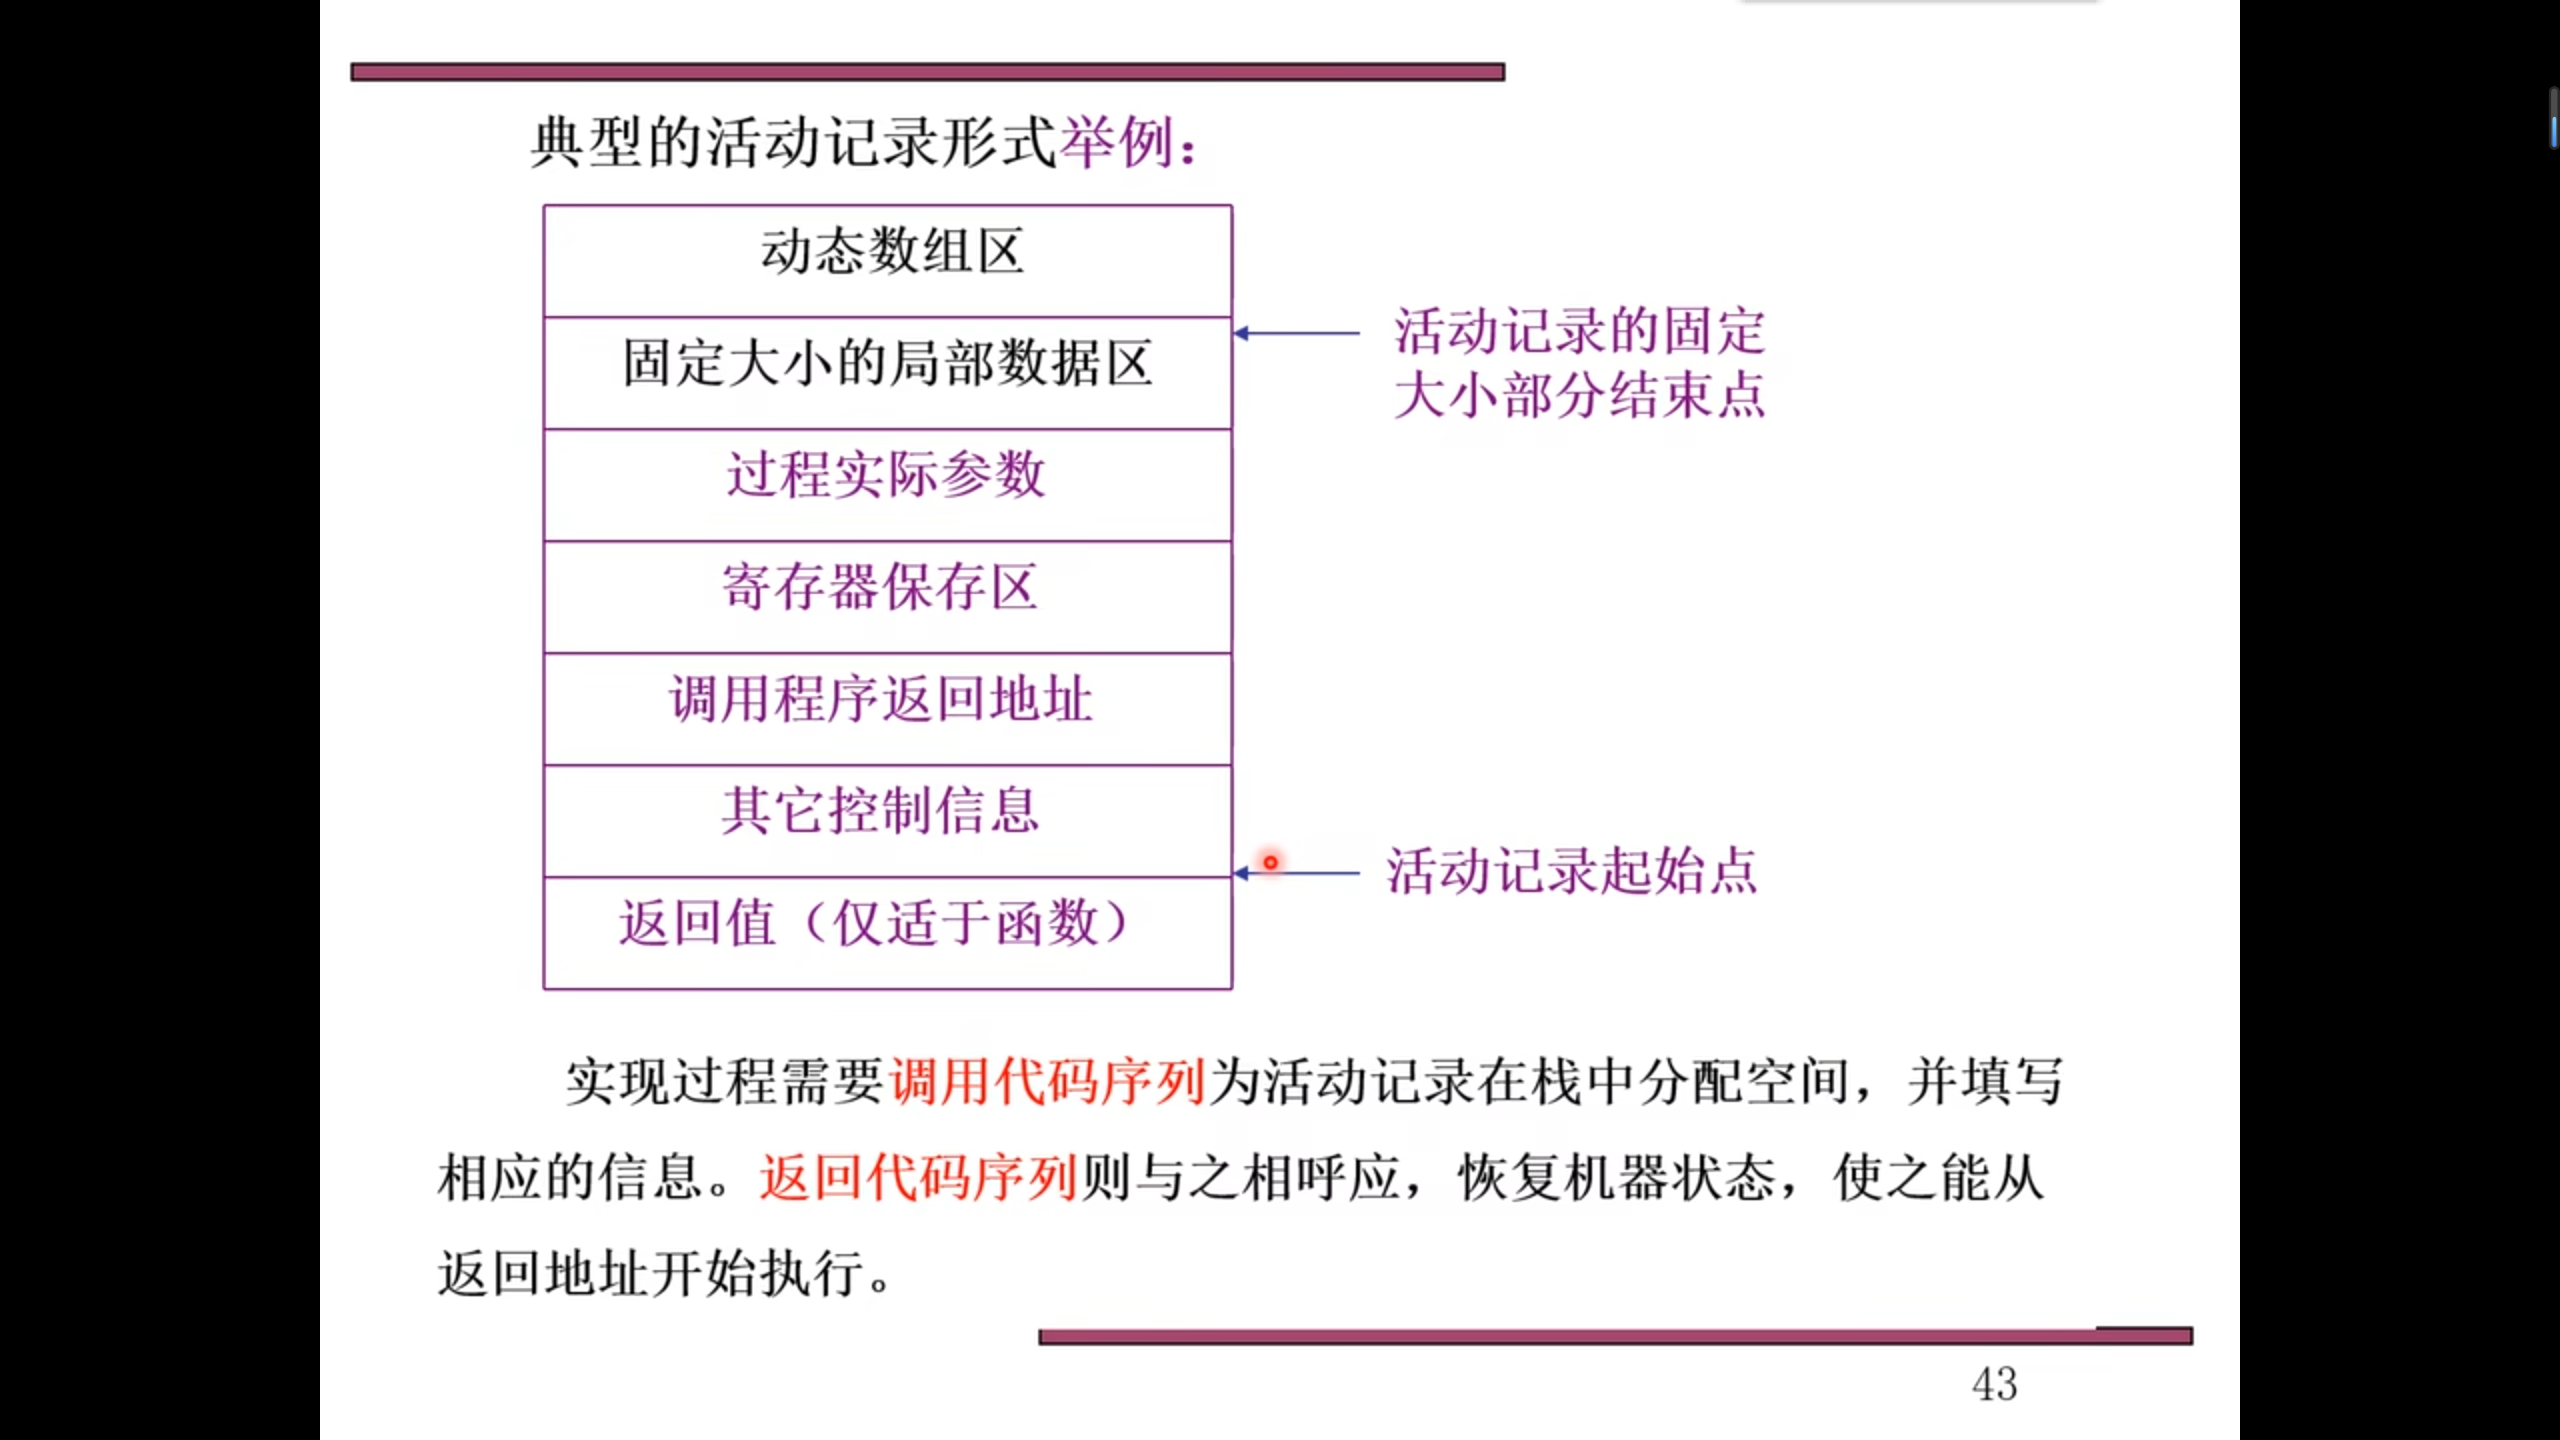 典型的活动记录形式举例：
动态数组区
固定大小的局部数据区
活动记录的固定
大小部分结束点
过程实际参数
寄存器保存区
调用程序返回地址
其它控制信息
活动记录起始点
返回值（仅适于函数）
实现过程需要调用代码序列为活动记录在栈中分配空间，并填写
相应的信息。返回代码序列则与之相呼应，恢复机器状态，使之能从
返回地址开始执行。
43